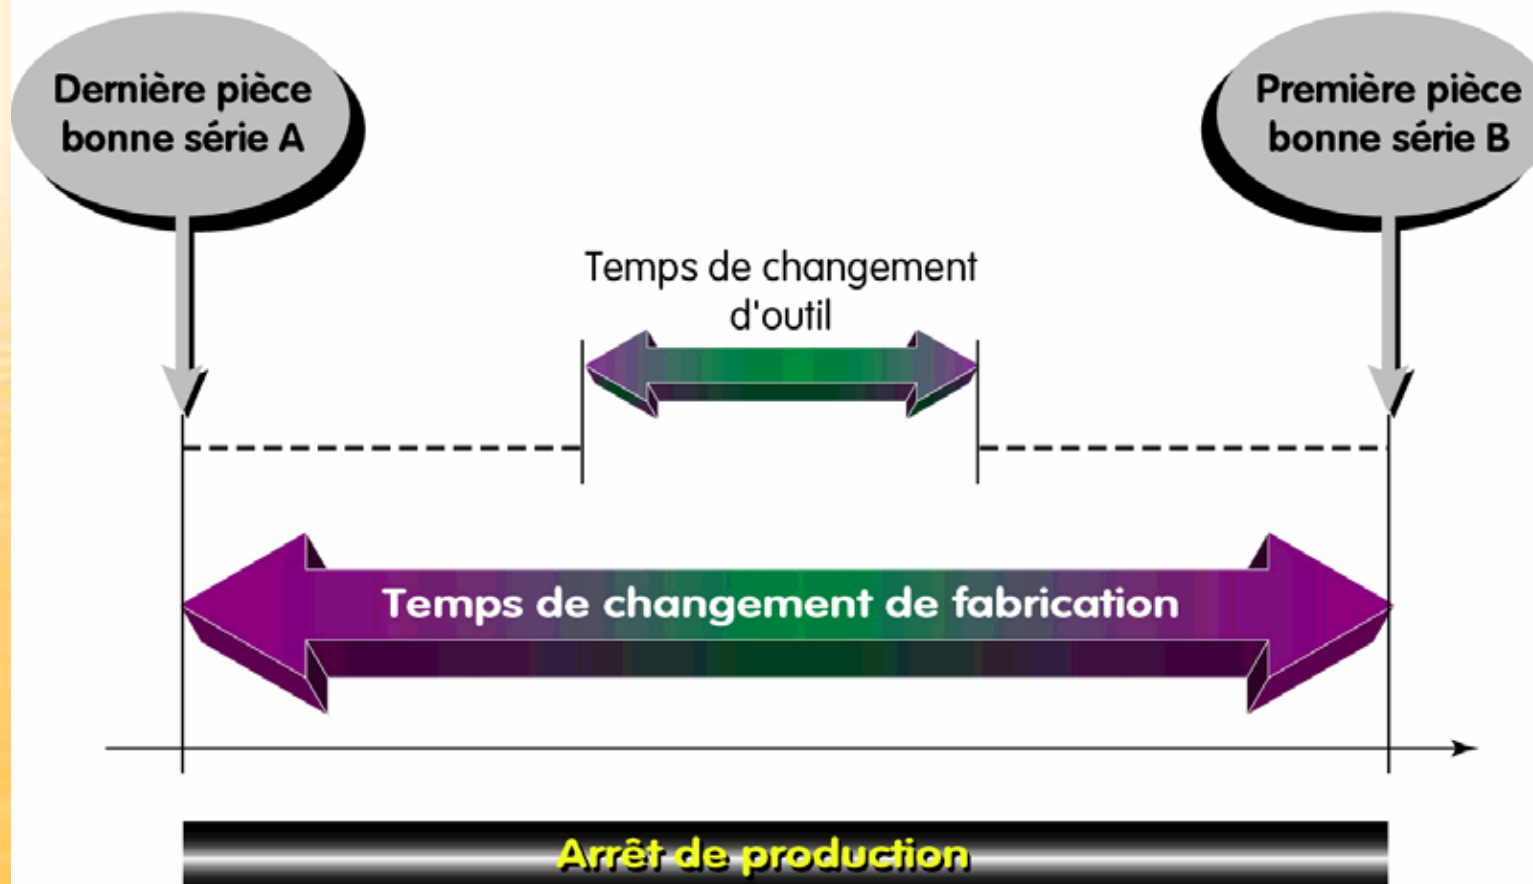 Dernière pièce
bonne série A
Première pièce
bonne série B
Temps de changement
d'outil
Temps de changement de fabrication
Arrêt de production